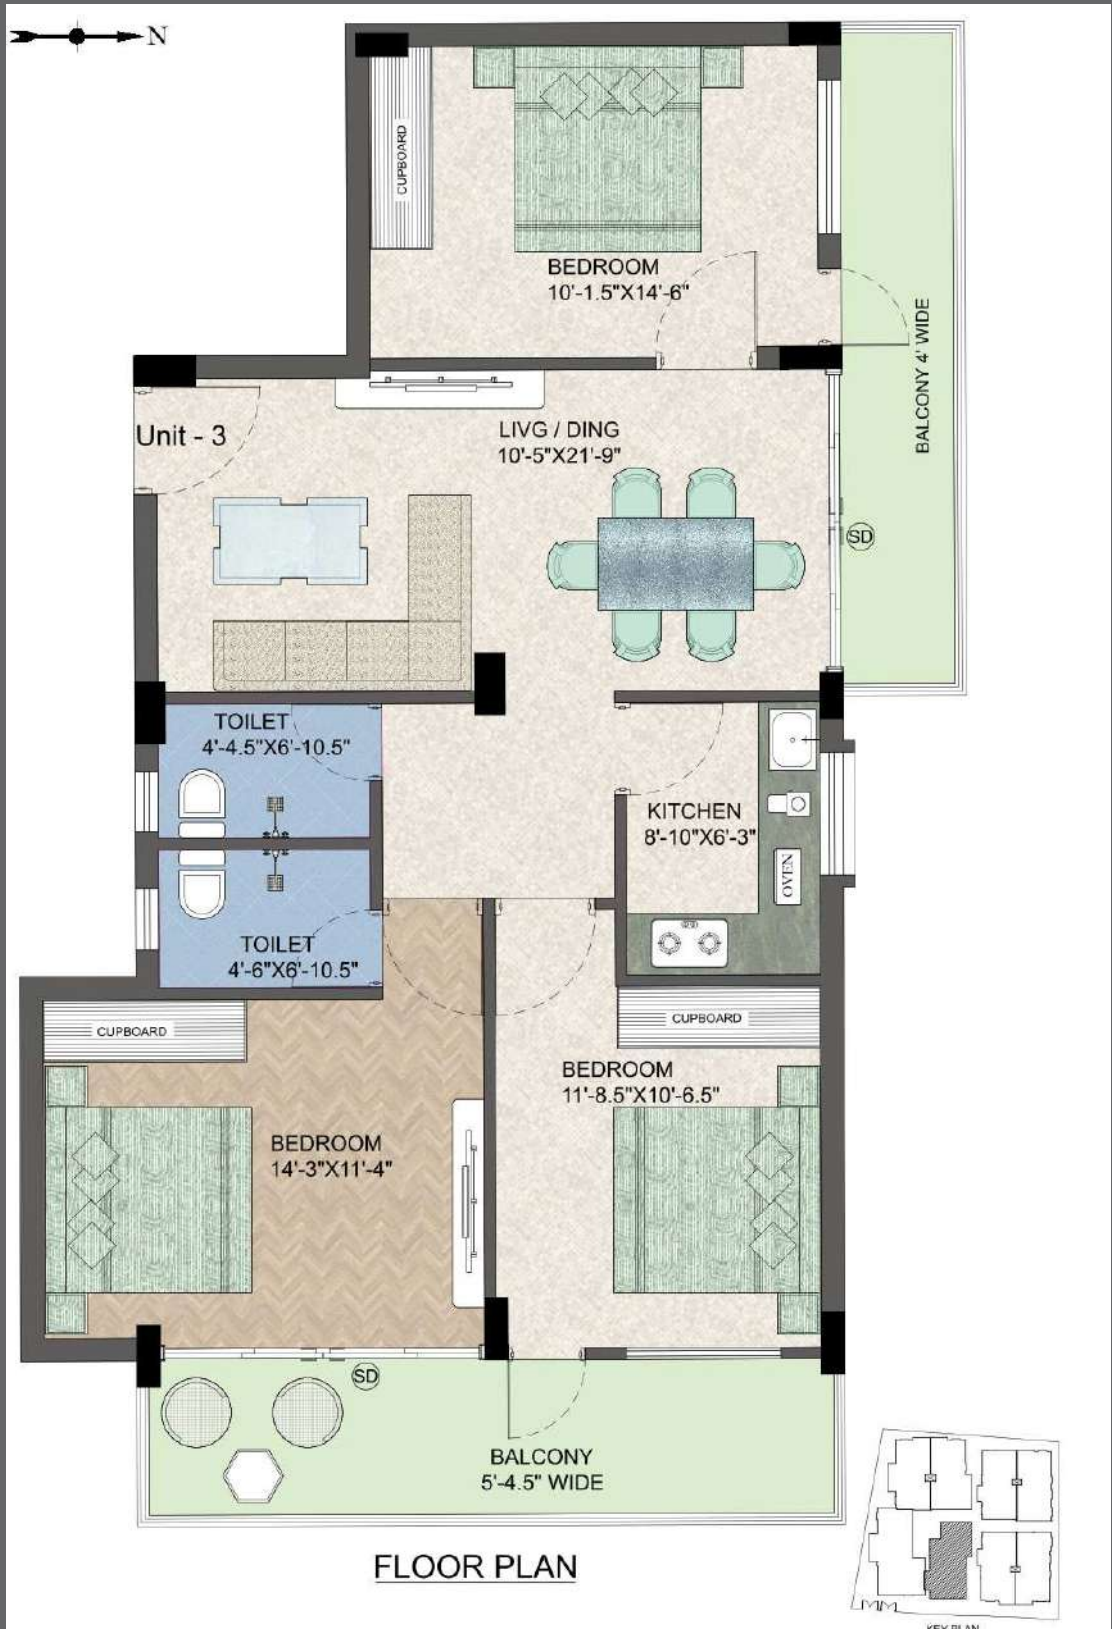 N
CUPBOARD
BEDROOM
10'-1.5"X14'-6"
BALCONY 4' WIDE
Unit - 3
LIVG / DING
10'-5"X21'-9"
SD
TOILET
4'-4.5"X6'-10.5"
KITCHEN
8'-10"X6'-3"
OVEN
TOILET
4'-6"X6'-10.5"
CUPBOARD
CUPBOARD
BEDROOM
11'-8.5"X10'-6.5"
BEDROOM
14'-3"X11'-4"
SD
BALCONY
5'-4.5" WIDE
FLOOR PLAN
KEY PLAN